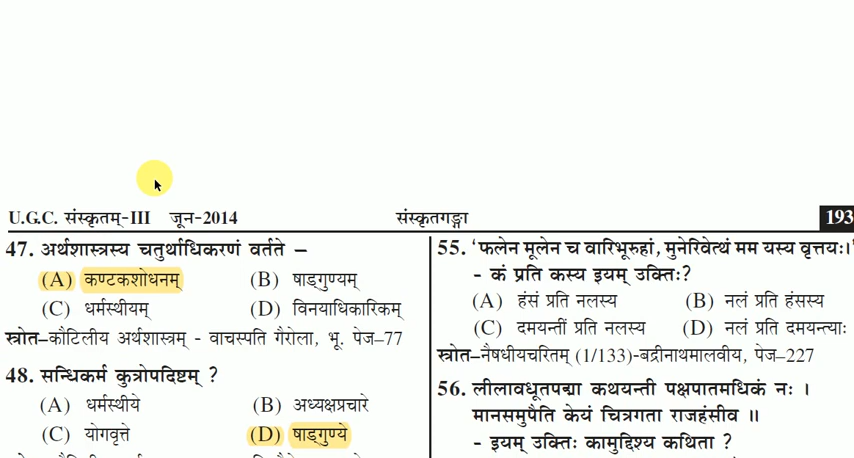 U.G.C. संस्कृतम्-III जून-2014 संस्कृतगङ्गा 193
47. अर्थशास्त्रस्य चतुर्थाधिकरणं वर्तते –
(A) कण्टकशोधनम् (B) षाड्गुण्यम्
(C) धर्मस्थीयम् (D) विनयाधिकारिकम्
स्त्रोत–कौटिलीय अर्थशास्त्रम् - वाचस्पति गैरोला, भू. पेज–77
48. सन्धिकर्म कुत्रोपदिष्टम् ?
(A) धर्मस्थीये (B) अध्यक्षप्रचारे
(C) योगवृत्ते (D) षाड्गुण्ये
55. 'फलेन मूलेन च वारिभूरुहां, मुनेरिवेत्थं मम यस्य वृत्तयः।'
- कं प्रति कस्य इयम् उक्तिः?
(A) हंसं प्रति नलस्य (B) नलं प्रति हंसस्य
(C) दमयन्तीं प्रति नलस्य (D) नलं प्रति दमयन्त्याः
स्त्रोत–नैषधीयचरितम् (1/133)-बद्रीनाथमालवीय, पेज–227
56. लीलावधूतपद्मा कथयन्ती पक्षपातमधिकं नः ।
मानसमुपैति केयं चित्रगता राजहंसीव ॥
- इयम् उक्तिः कामुद्दिश्य कथिता ?